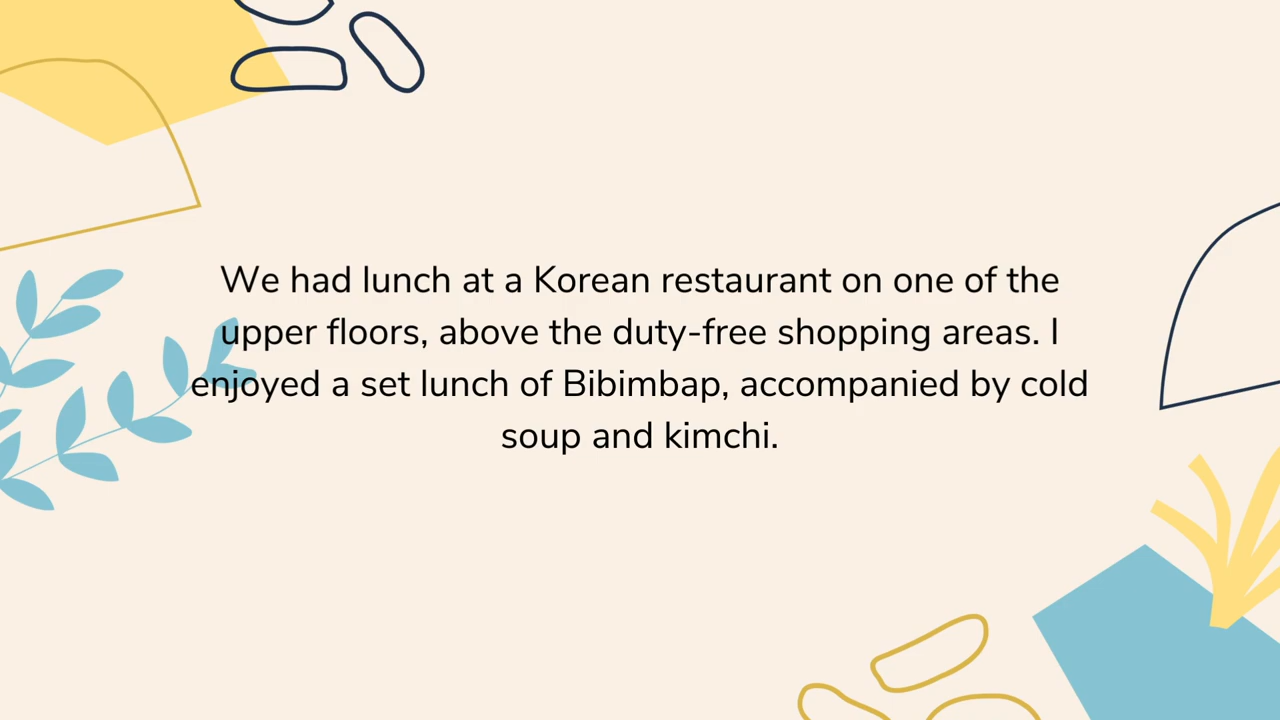 We had lunch at a Korean restaurant on one of the
upper floors, above the duty-free shopping areas. I
enjoyed a set lunch of Bibimbap, accompanied by cold
soup and kimchi.